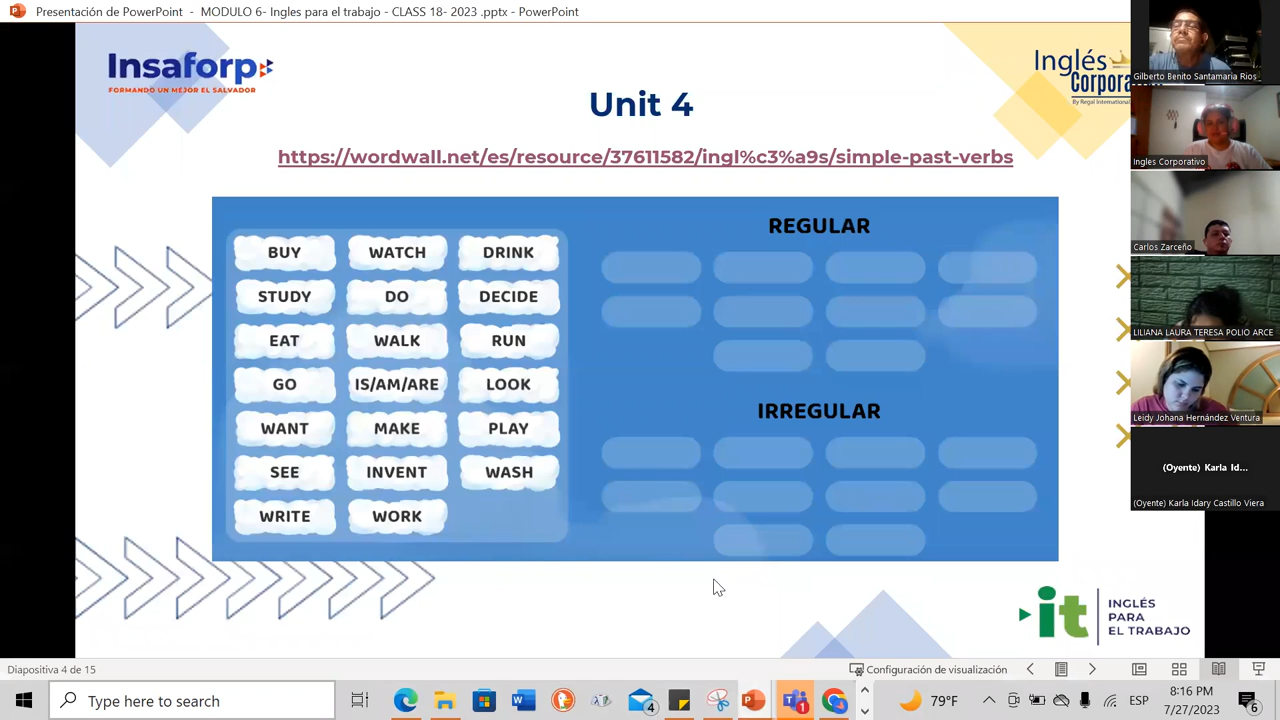 Presentación de PowerPoint - MODULO 6- Ingles para el trabajo - CLASS 18- 2023 .pptx - PowerPoint
Insaforp
FORMANDO UN MEJOR EL SALVADOR
Inglés
Corpora
By Regal International
Unit 4
https://wordwall.net/es/resource/37611582/ingl%c3%a9s/simple-past-verbs
BUY WATCH DRINK
STUDY DO DECIDE
EAT WALK RUN
GO IS/AM/ARE LOOK
WANT MAKE PLAY
SEE INVENT WASH
WRITE WORK
REGULAR
IRREGULAR
it INGLÉS
PARA
EL TRABAJO
Gilberto Benito Santamaria Rios
Ingles Corporativo
Carlos Zarceño
LILIANA LAURA TERESA POLIO ARCE
Leidy Johana Hernández Ventura
(Oyente) Karla Id...
(Oyente) Karla Idary Castillo Viera
Diapositiva 4 de 15
Configuración de visualización
Type here to search
4
1
79°F
ESP
8:16 PM
7/27/2023
6